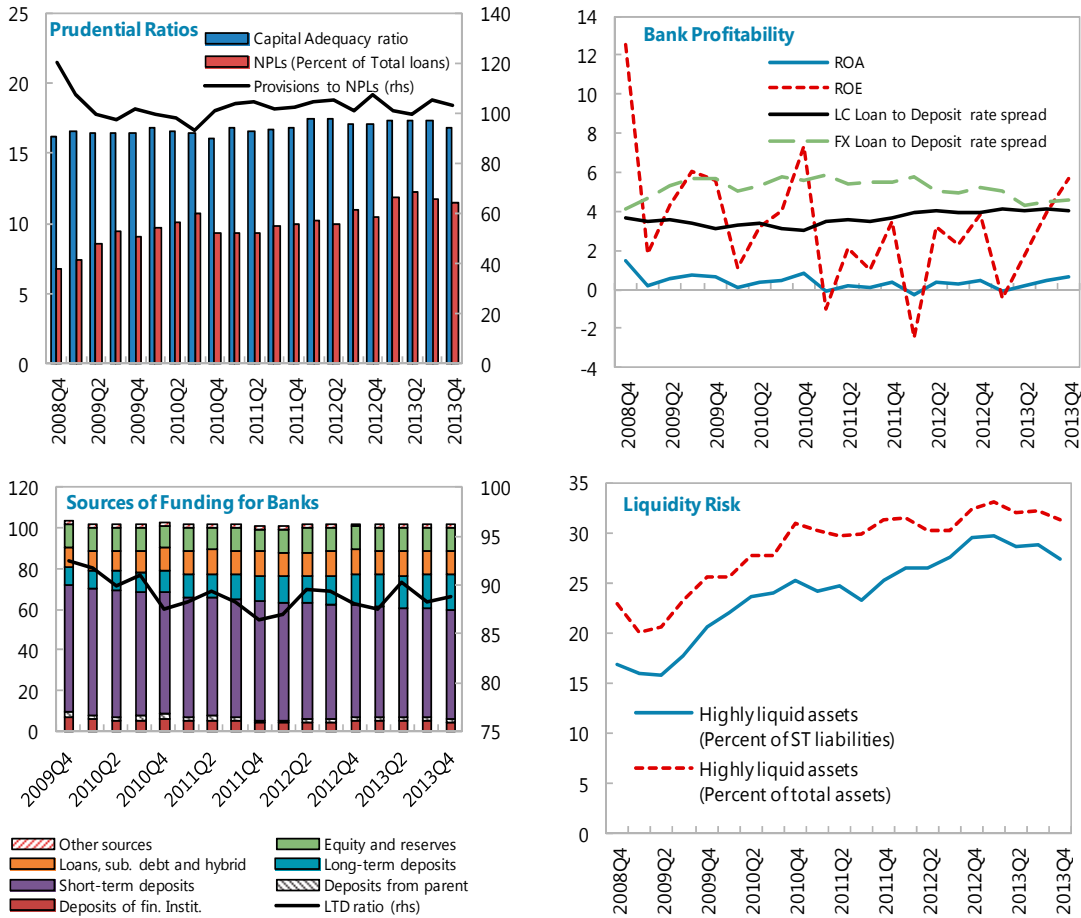 Prudential Ratios
Capital Adequacy ratio
NPLs (Percent of Total loans)
Provisions to NPLs (rhs)
25
20
15
10
5
0
140
120
100
80
60
40
20
0
2008Q4
2009Q2
2009Q4
2010Q2
2010Q4
2011Q2
2011Q4
2012Q2
2012Q4
2013Q2
2013Q4
Bank Profitability
ROA
ROE
LC Loan to Deposit rate spread
FX Loan to Deposit rate spread
14
12
10
8
6
4
2
0
-2
-4
2008Q4
2009Q2
2009Q4
2010Q2
2010Q4
2011Q2
2011Q4
2012Q2
2012Q4
2013Q2
2013Q4
Sources of Funding for Banks
120
100
80
60
40
20
0
100
95
90
85
80
75
2009Q4
2010Q2
2010Q4
2011Q2
2011Q4
2012Q2
2012Q4
2013Q2
2013Q4
Other sources
Equity and reserves
Loans, sub. debt and hybrid
Long-term deposits
Short-term deposits
Deposits from parent
Deposits of fin. Instit.
LTD ratio (rhs)
Liquidity Risk
35
30
25
20
15
10
5
0
Highly liquid assets
(Percent of ST liabilities)
Highly liquid assets
(Percent of total assets)
2008Q4
2009Q2
2009Q4
2010Q2
2010Q4
2011Q2
2011Q4
2012Q2
2012Q4
2013Q2
2013Q4